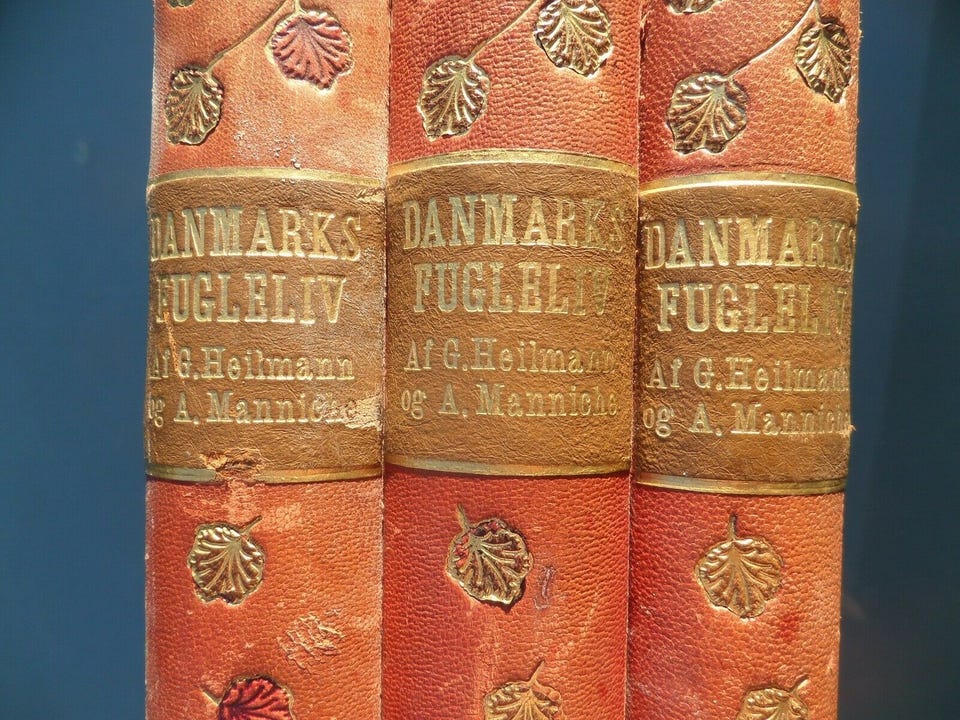 DANMARKS
FUGLELIV
Af G. Heilmann
og A. Manniche
DANMARKS
FUGLELIV
Af G. Heilmann
og A. Manniche
DANMARKS
FUGLELIV
Af G. Heilmann
og A. Manniche